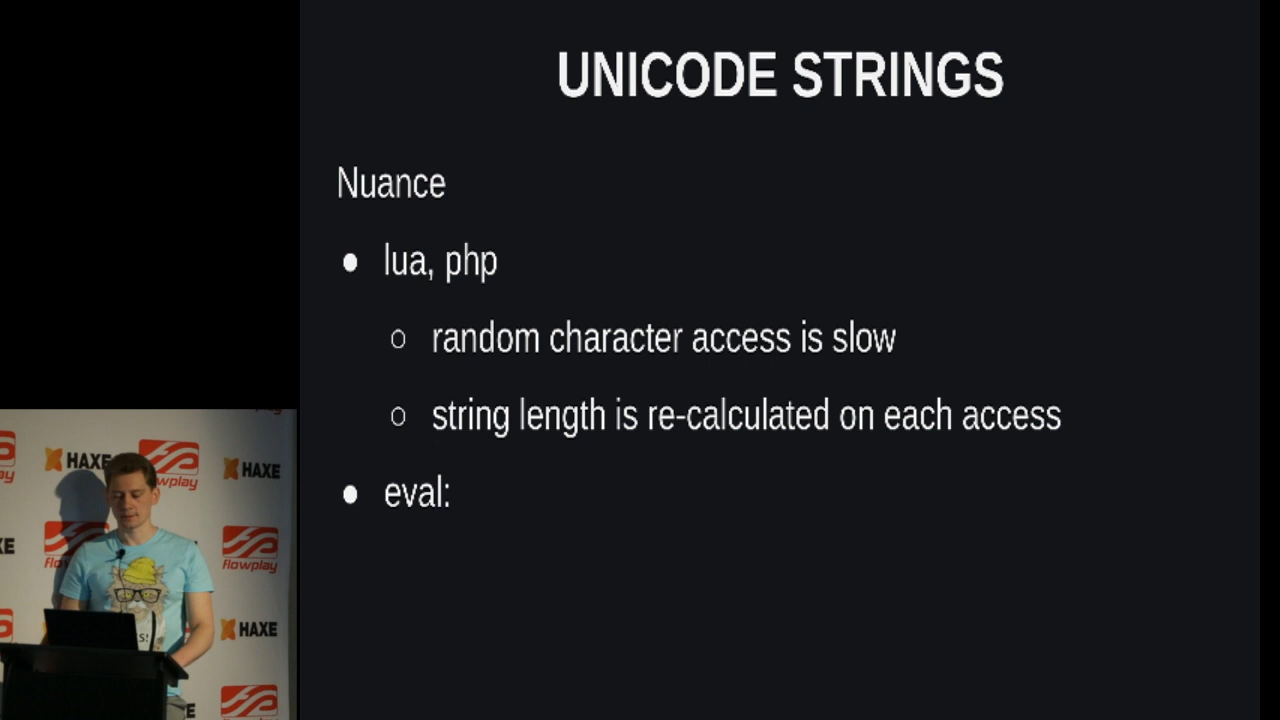 UNICODE STRINGS
Nuance
lua, php
random character access is slow
string length is re-calculated on each access
eval:
HAXE
HAXE
flowplay
HAXE